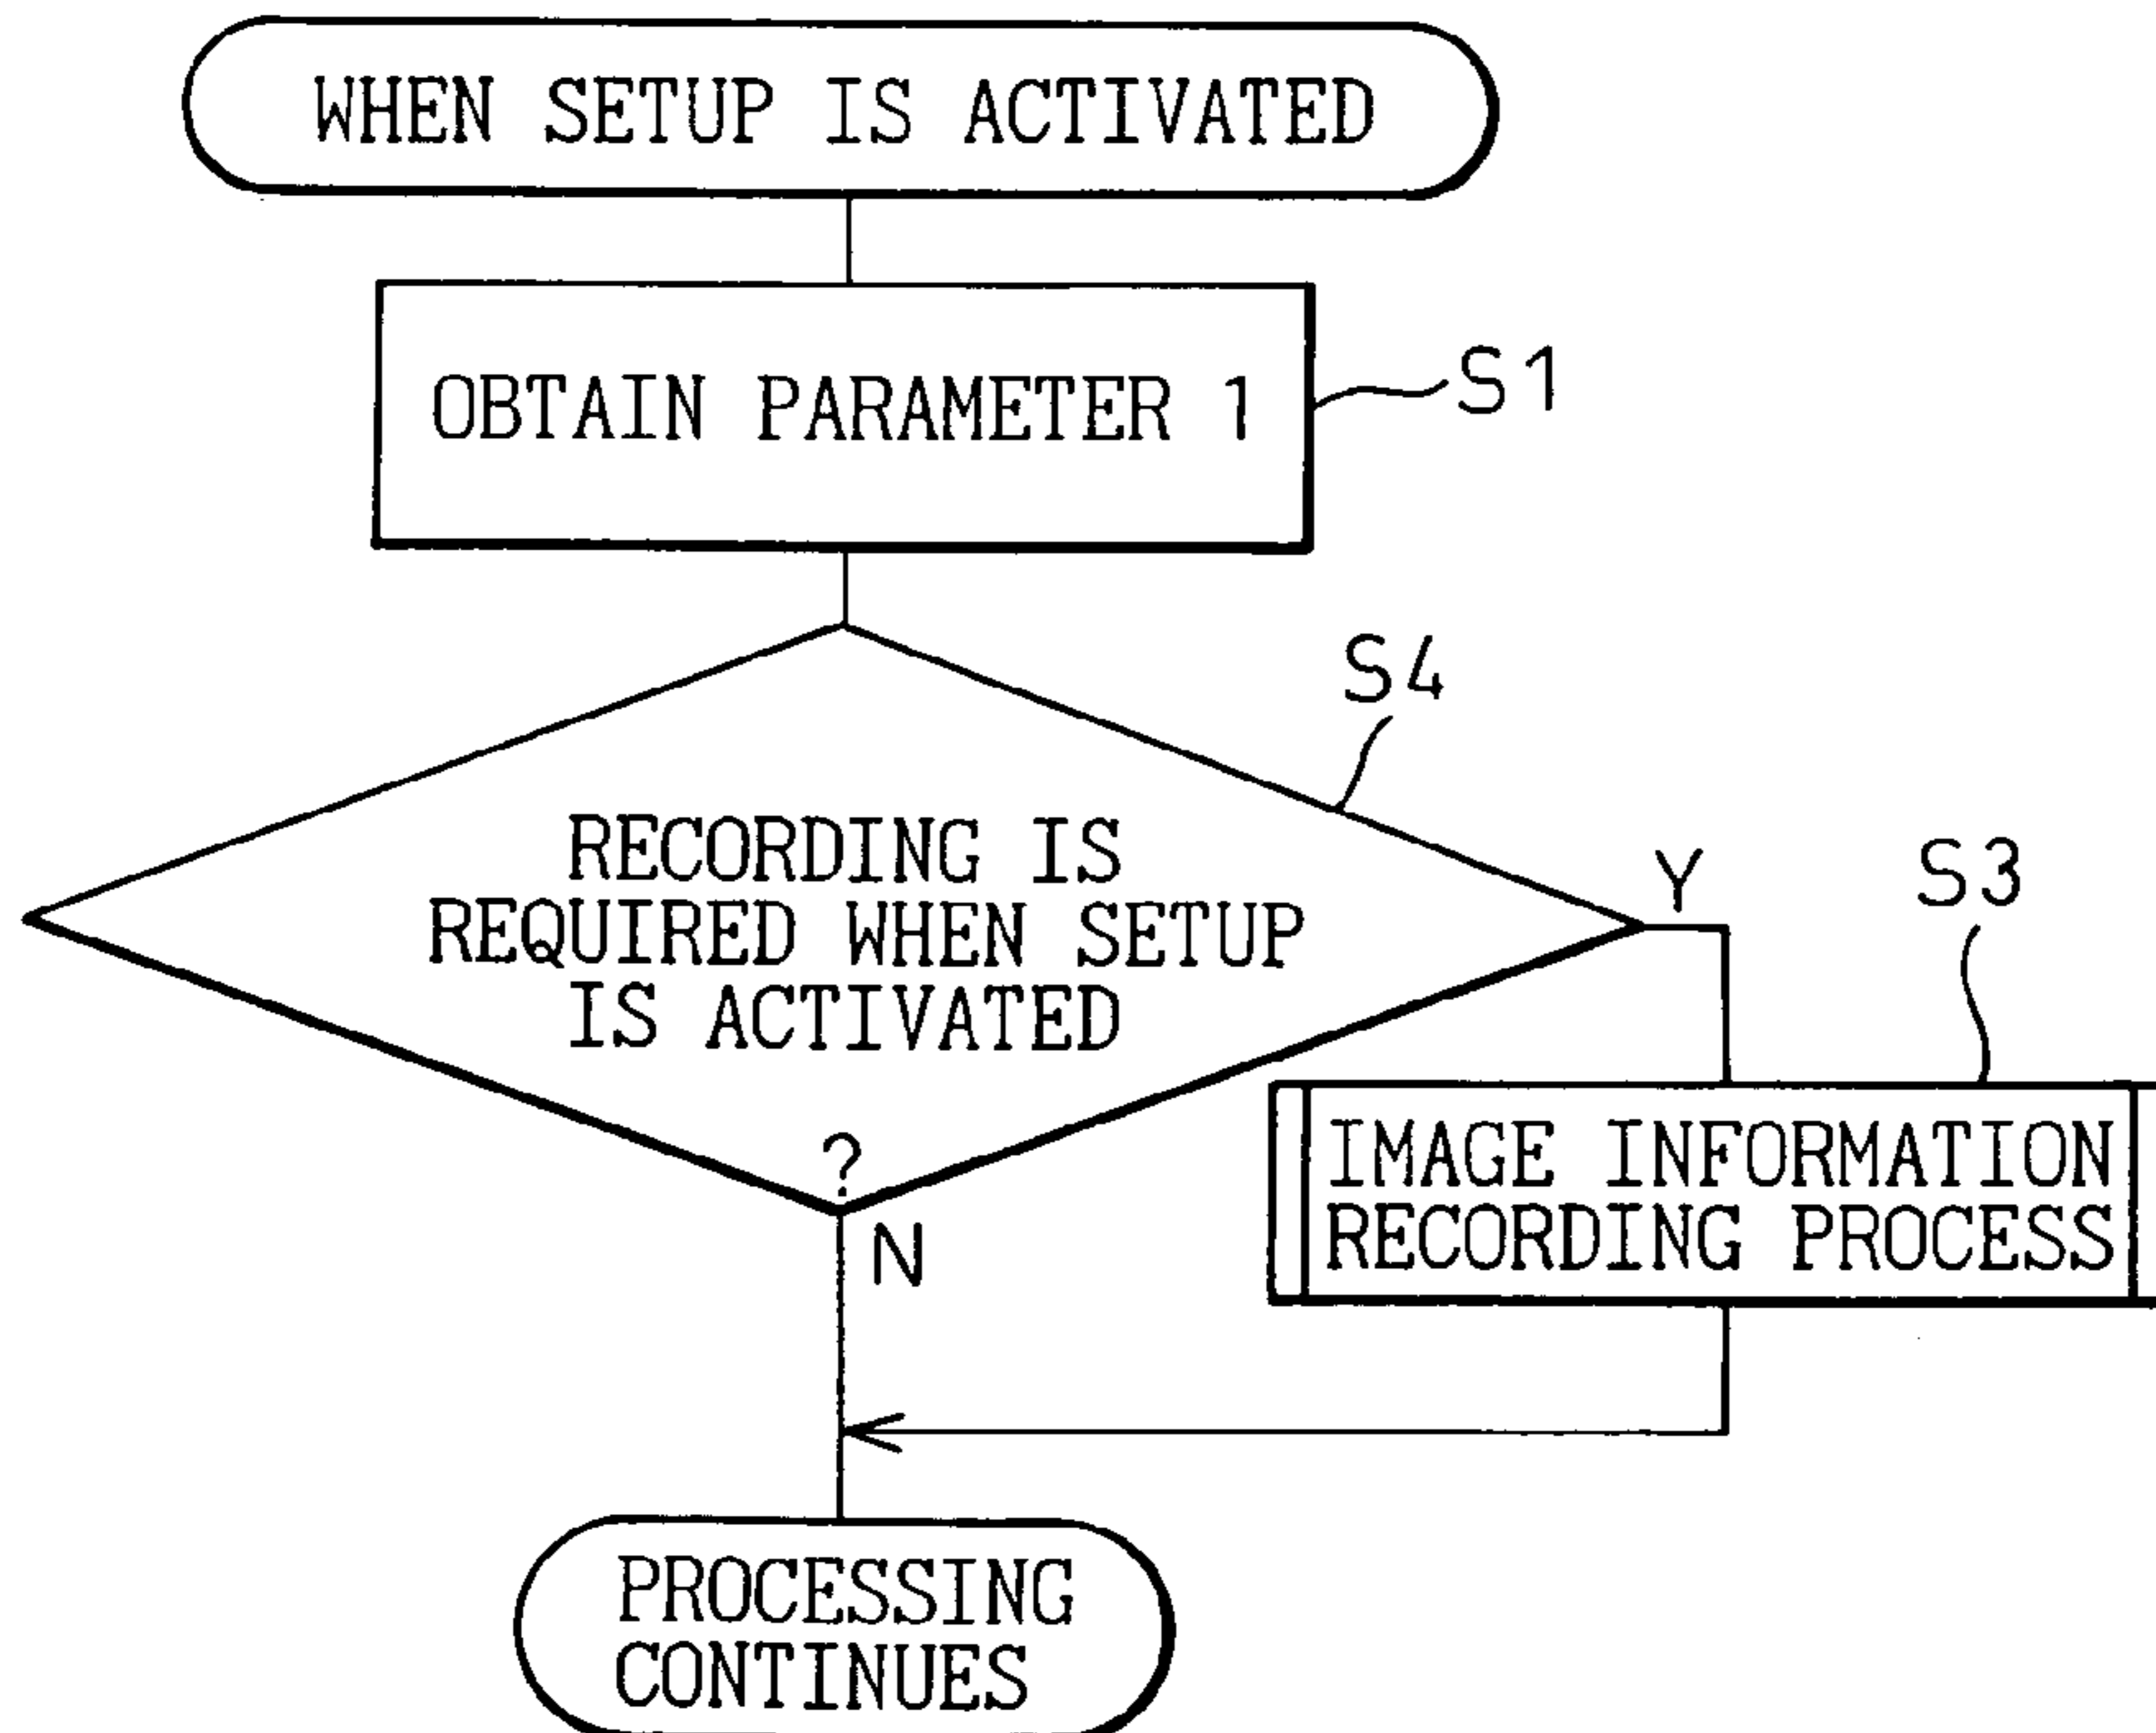 WHEN SETUP IS ACTIVATED
OBTAIN PARAMETER 1
S1
S4
RECORDING IS
REQUIRED WHEN SETUP
IS ACTIVATED
?
Y
S3
N
IMAGE INFORMATION
RECORDING PROCESS
PROCESSING
CONTINUES